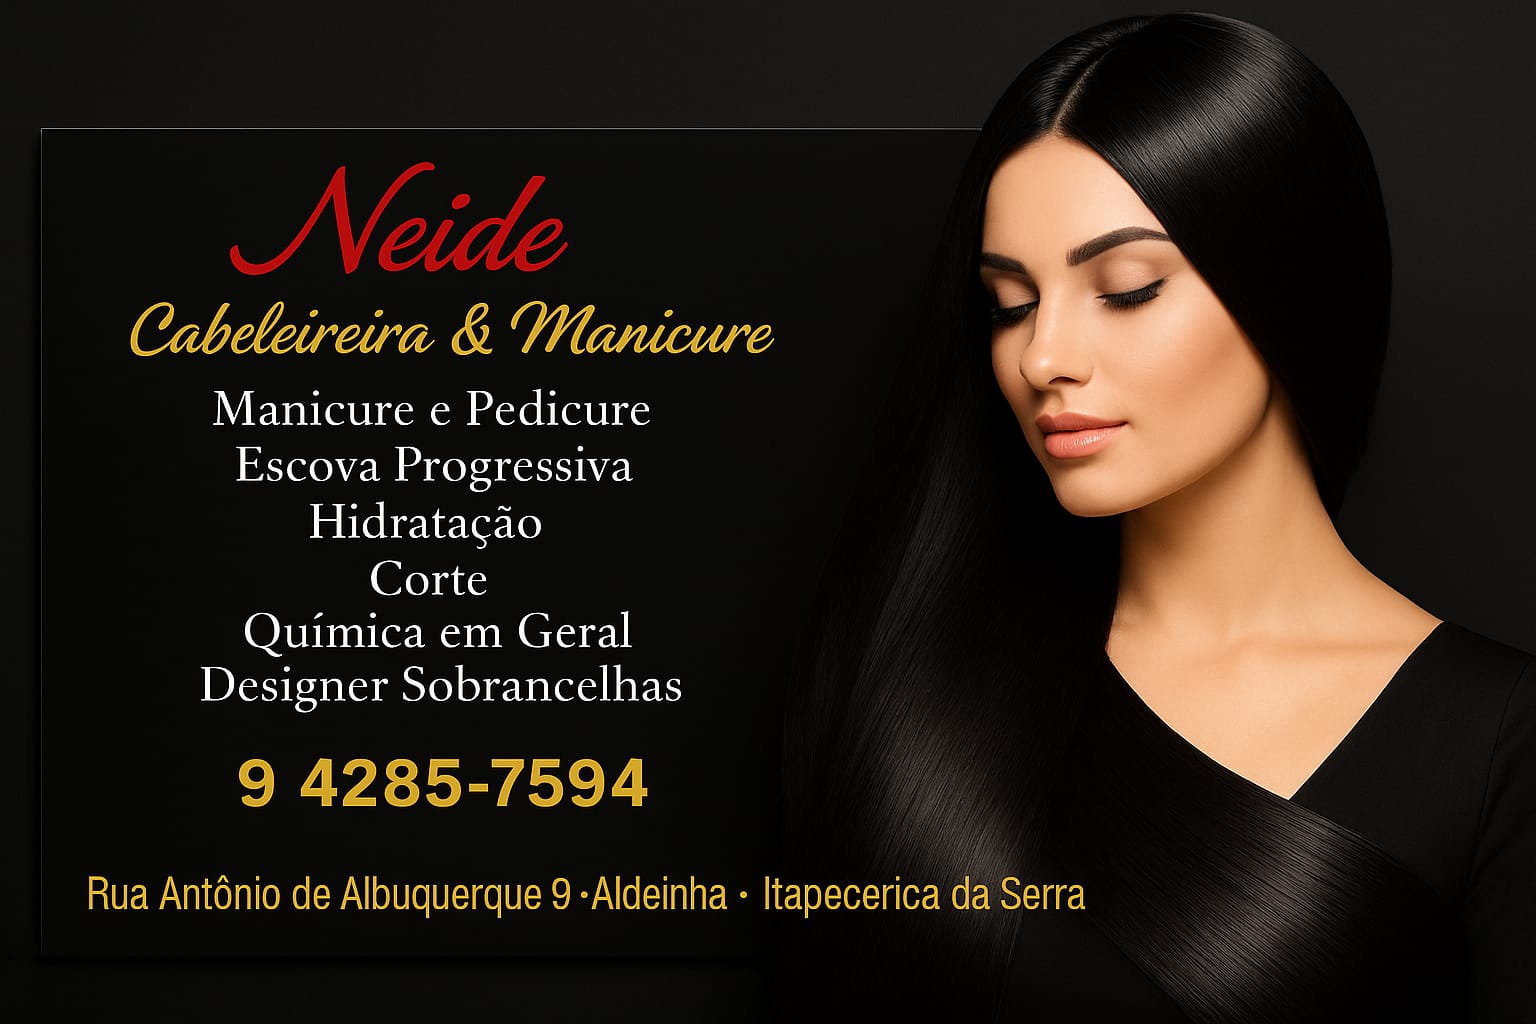 Neide
Cabeleireira & Manicure
Manicure e Pedicure
Escova Progressiva
Hidratação
Corte
Química em Geral
Designer Sobrancelhas
9 4285-7594
Rua Antônio de Albuquerque 9 • Aldeinha • Itapecerica da Serra